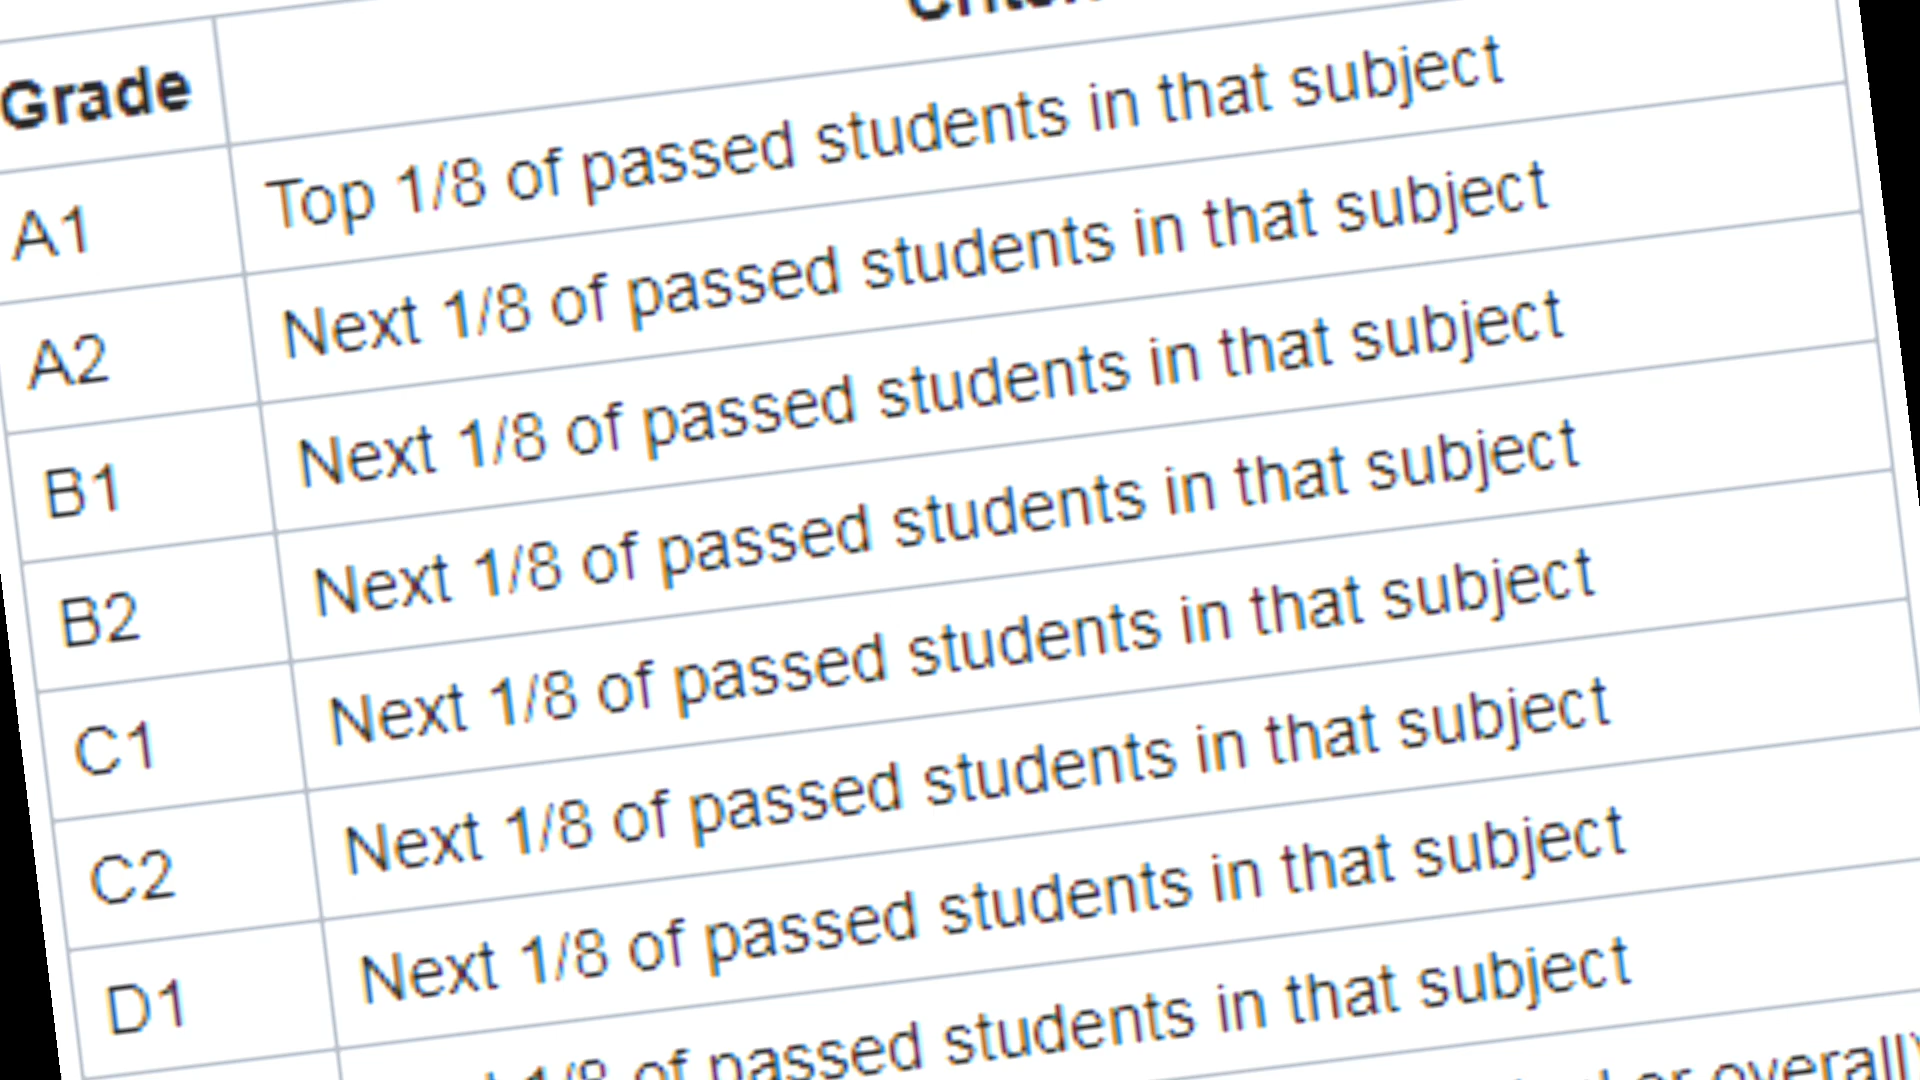 Grade
A1 Top 1/8 of passed students in that subject
A2 Next 1/8 of passed students in that subject
B1 Next 1/8 of passed students in that subject
B2 Next 1/8 of passed students in that subject
C1 Next 1/8 of passed students in that subject
C2 Next 1/8 of passed students in that subject
D1 Next 1/8 of passed students in that subject
1/8 of passed students in that subject
or overall)